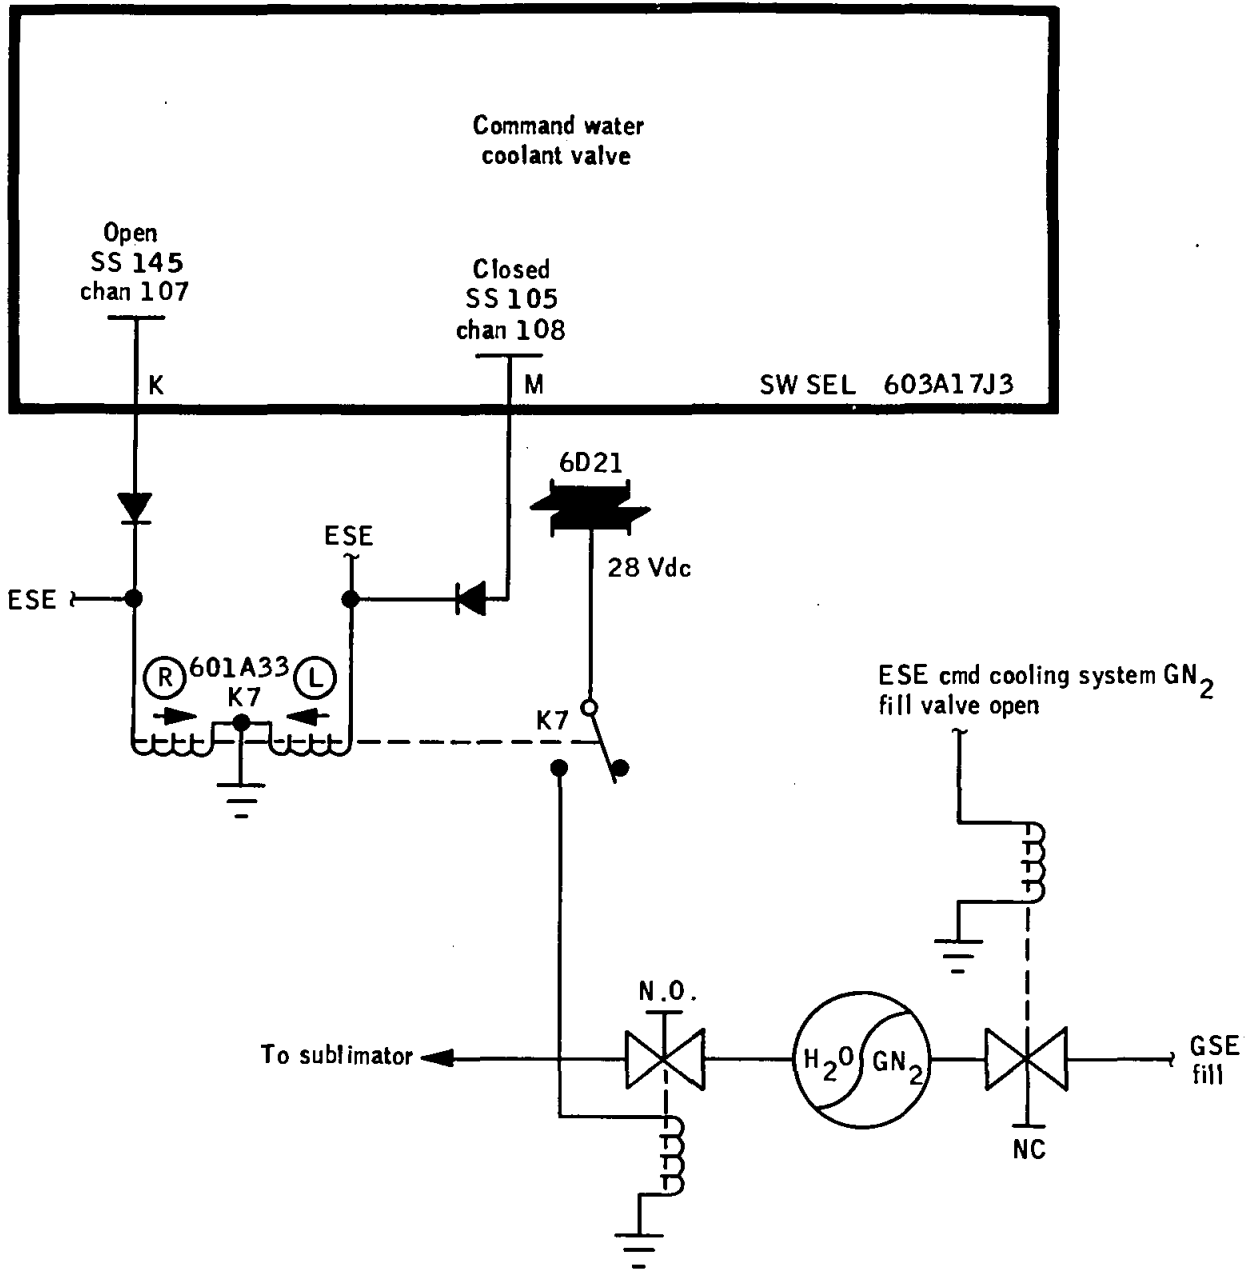 Command water
coolant valve
Open
SS 145
chan 107
Closed
SS 105
chan 108
K
M
SW SEL 603A17J3
6D21
ESE
28 Vdc
ESE
R
601A33
L
K7
K7
ESE cmd cooling system GN2
fill valve open
N.O.
To sublimator
H2O
GN2
GSE
fill
NC